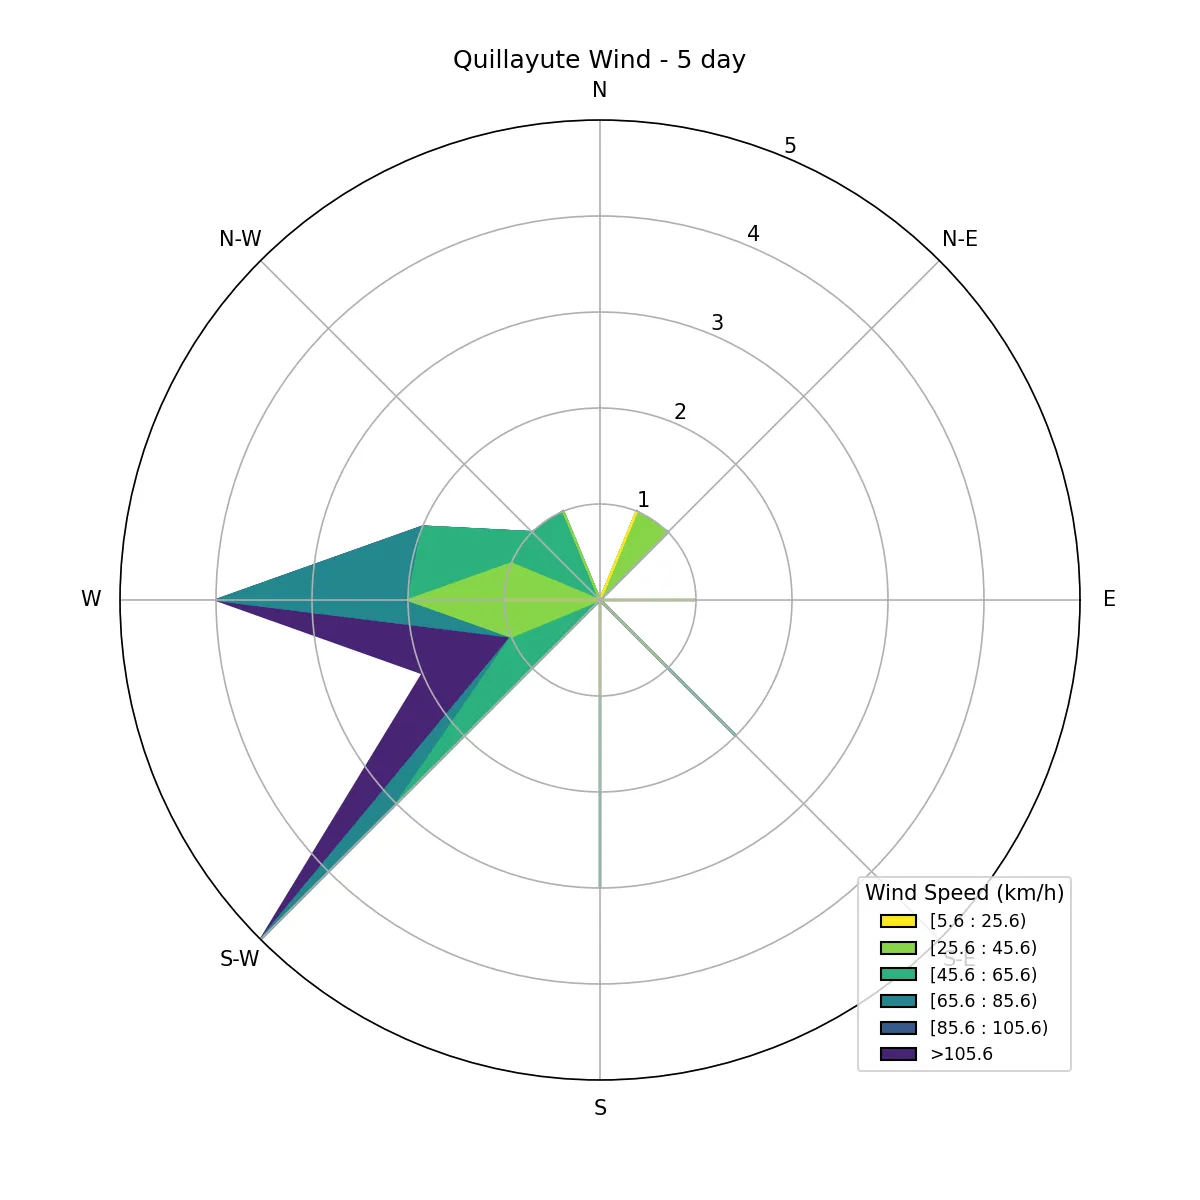 Quillayute Wind - 5 day
N
5
N-W
N-E
4
3
2
1
W
E
Wind Speed (km/h)
[5.6 : 25.6)
[25.6 : 45.6)
[45.6 : 65.6)
[65.6 : 85.6)
[85.6 : 105.6)
>105.6
S-W
S-E
S